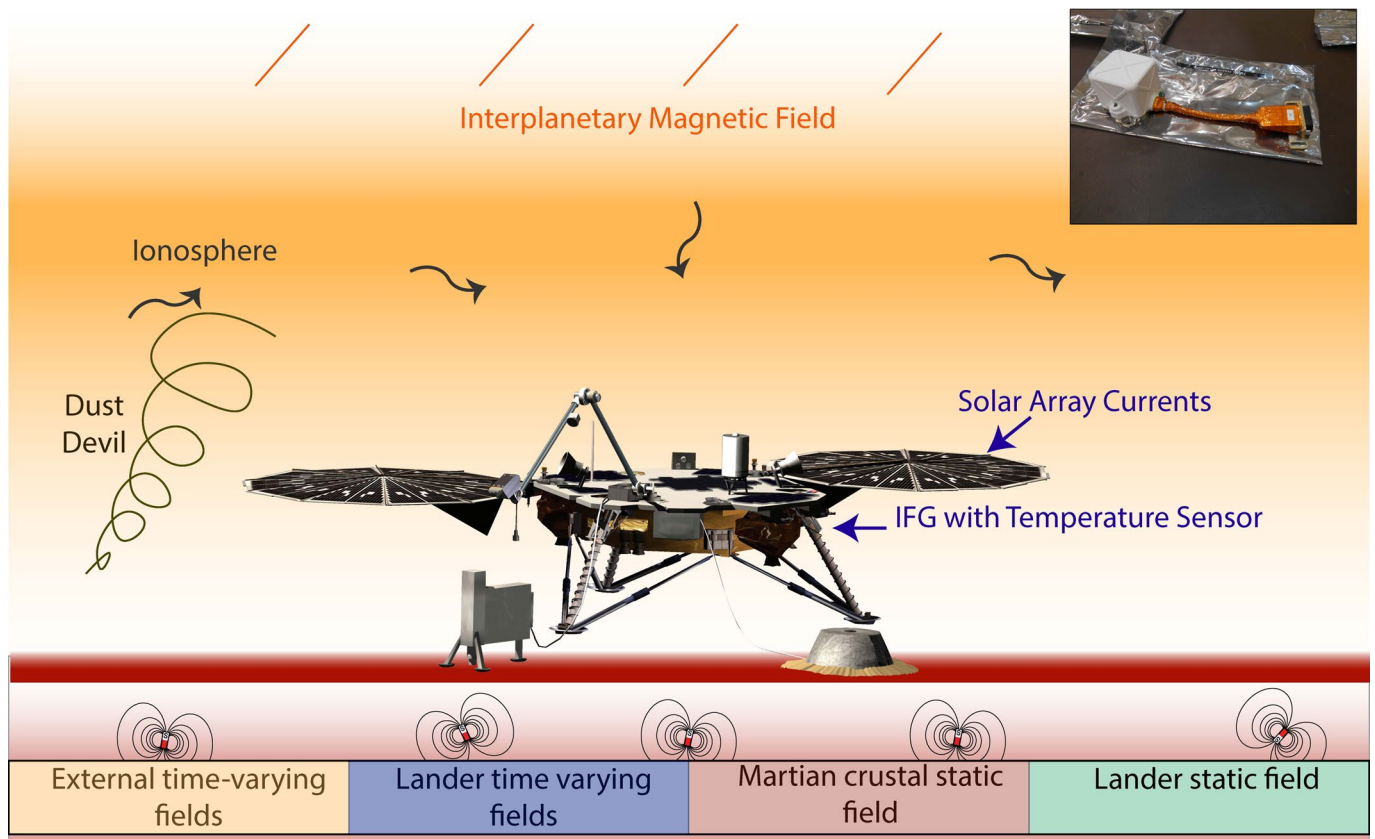 Interplanetary Magnetic Field
Ionosphere
Dust
Devil
Solar Array Currents
IFG with Temperature Sensor
External time-varying
fields
Lander time varying
fields
Martian crustal static
field
Lander static field